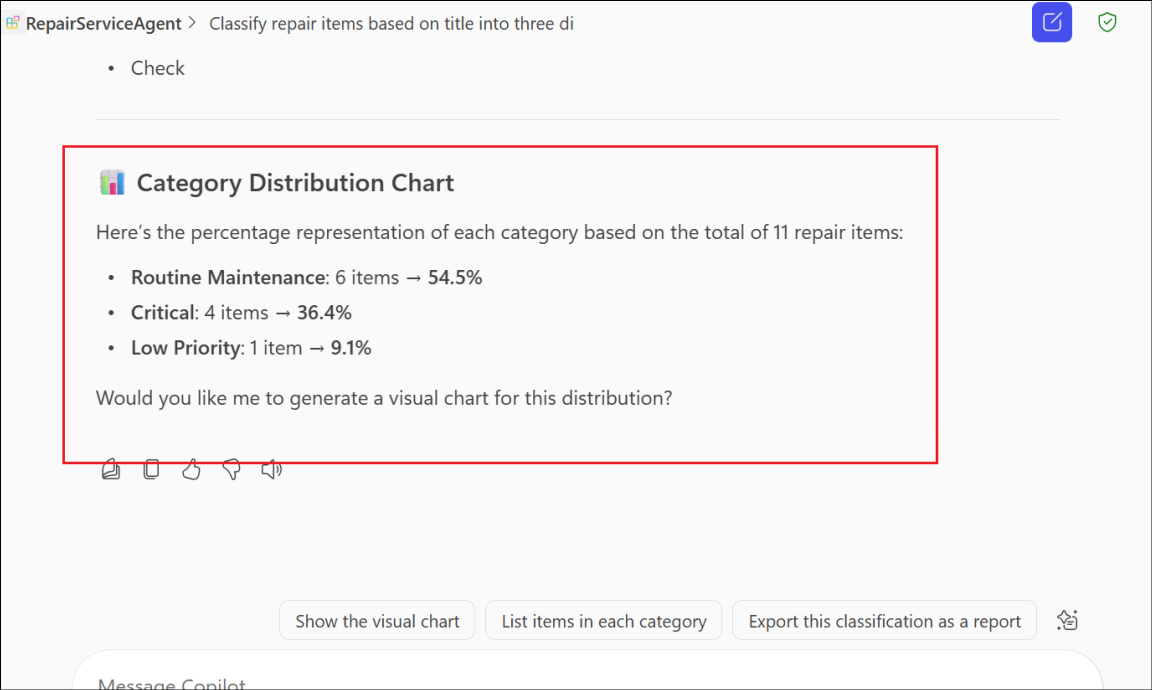 RepairServiceAgent > Classify repair items based on title into three di
• Check
Category Distribution Chart
Here's the percentage representation of each category based on the total of 11 repair items:
• Routine Maintenance: 6 items → 54.5%
• Critical: 4 items → 36.4%
• Low Priority: 1 item → 9.1%
Would you like me to generate a visual chart for this distribution?
Show the visual chart
List items in each category
Export this classification as a report
Message Copilot